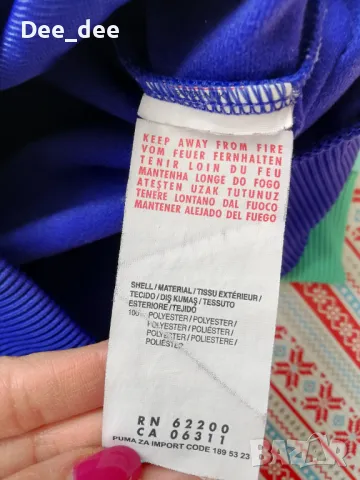 Dee_dee
KEEP AWAY FROM FIRE
VOM FEUER FERNHALTEN
TENIR LOIN DU FEU
MANTENHA LONGE DO FOGO
ATEŞTEN UZAK TUTUNUZ
TENERE LONTANO DAL FUOCO
MANTENER ALEJADO DEL FUEGO
SHELL / MATERIAL / TISSU EXTÉRIEUR /
TECIDO / DIŞ KUMAŞ / TESSUTO
ESTERIORE / TEJIDO
100% POLYESTER / POLYESTER /
POLYESTER / POLIÉSTER /
POLYESTER / POLIESTERE /
POLIÉSTER
RN 62200
CA 06311
PUMA ZA IMPORT CODE 189 53 23
BAZAR